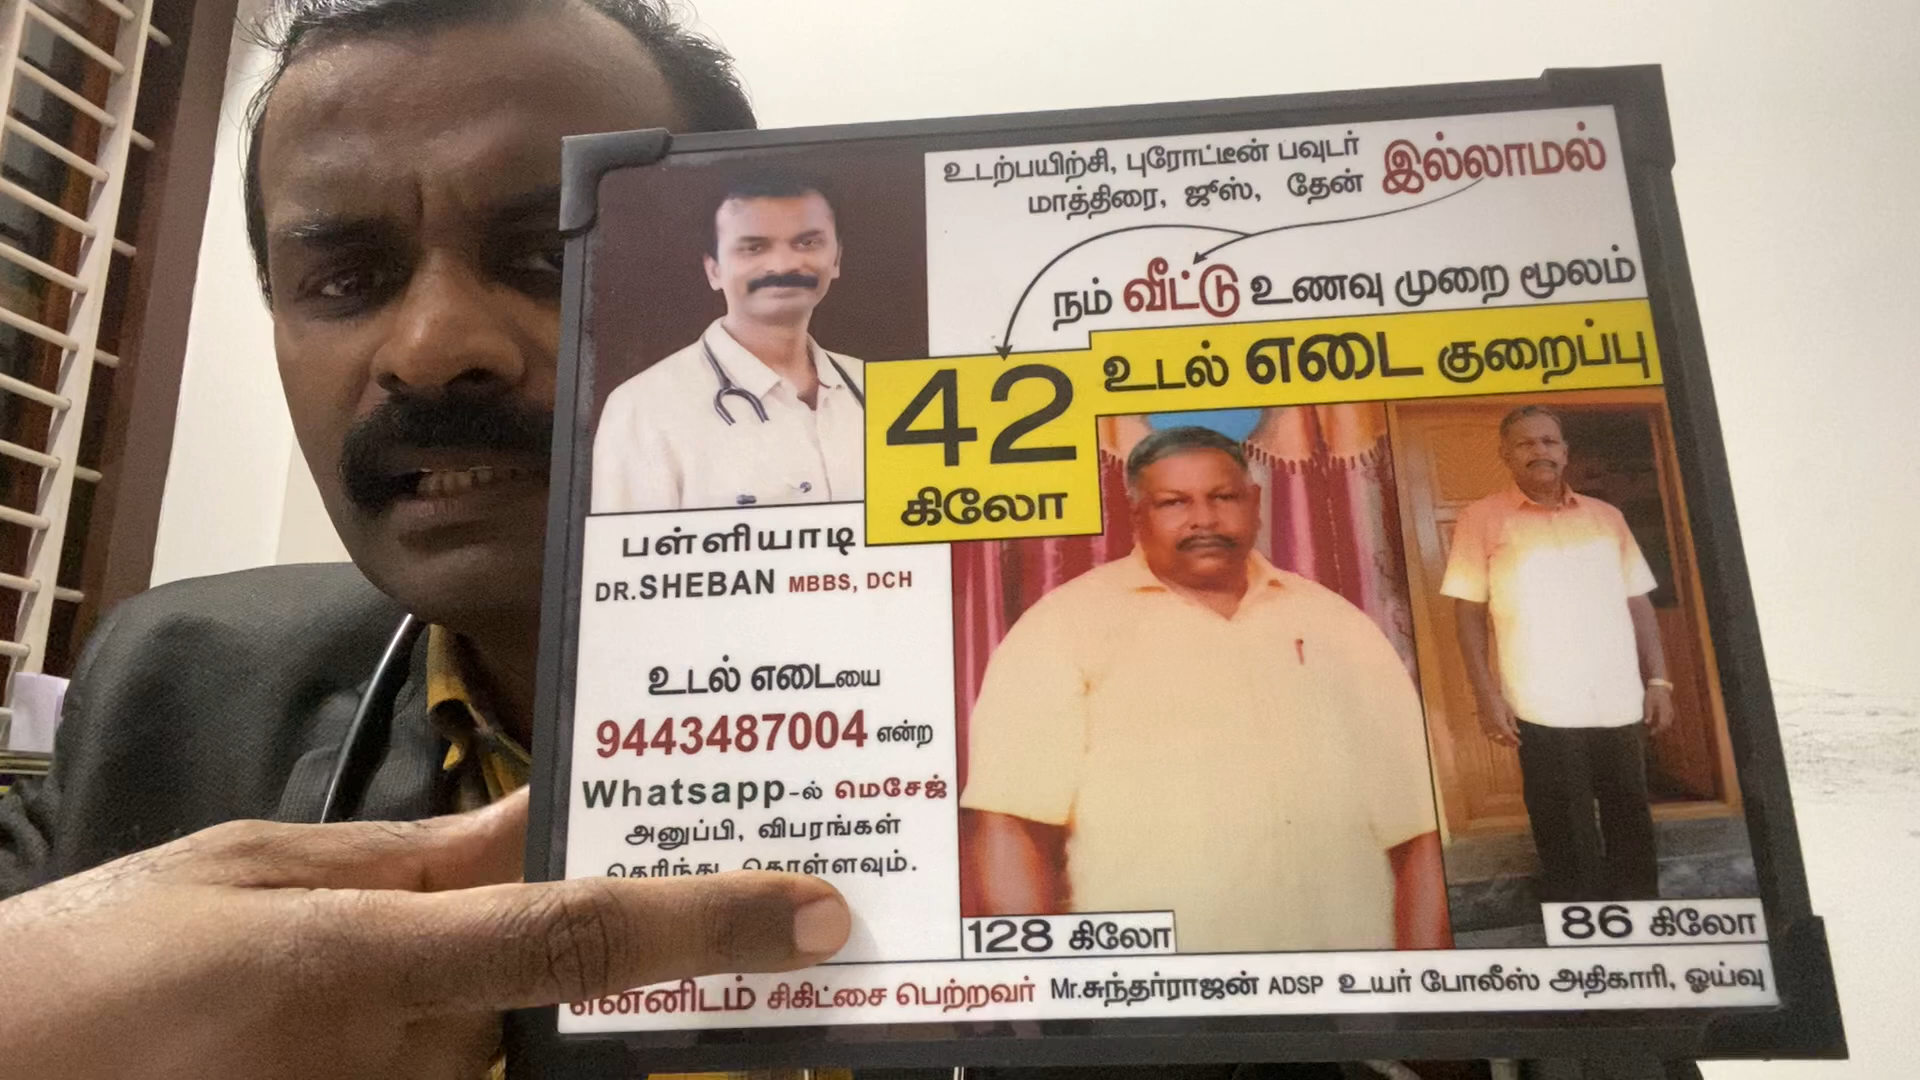 உடற்பயிற்சி, புரோட்டீன் பவுடர்
மாத்திரை, ஜூஸ், தேன் இல்லாமல்
நம் வீட்டு உணவு முறை மூலம்
42 கிலோ
உடல் எடை குறைப்பு
பள்ளியாடி
DR.SHEBAN MBBS, DCH
உடல் எடையை
9443487004 என்ற
Whatsapp-ல் மெசேஜ்
அனுப்பி, விபரங்கள்
தெரிந்து கொள்ளவும்.
128 கிலோ
86 கிலோ
என்னிடம் சிகிட்சை பெற்றவர் Mr.சுந்தர்ராஜன் ADSP உயர் போலீஸ் அதிகாரி, ஓய்வு